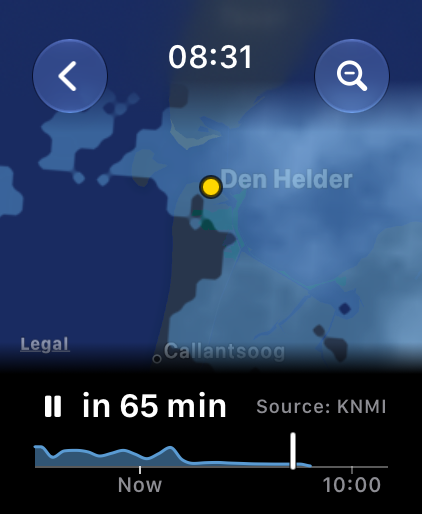 08:31
Den Helder
Legal
Callantsoog
in 65 min
Source: KNMI
Now
10:00